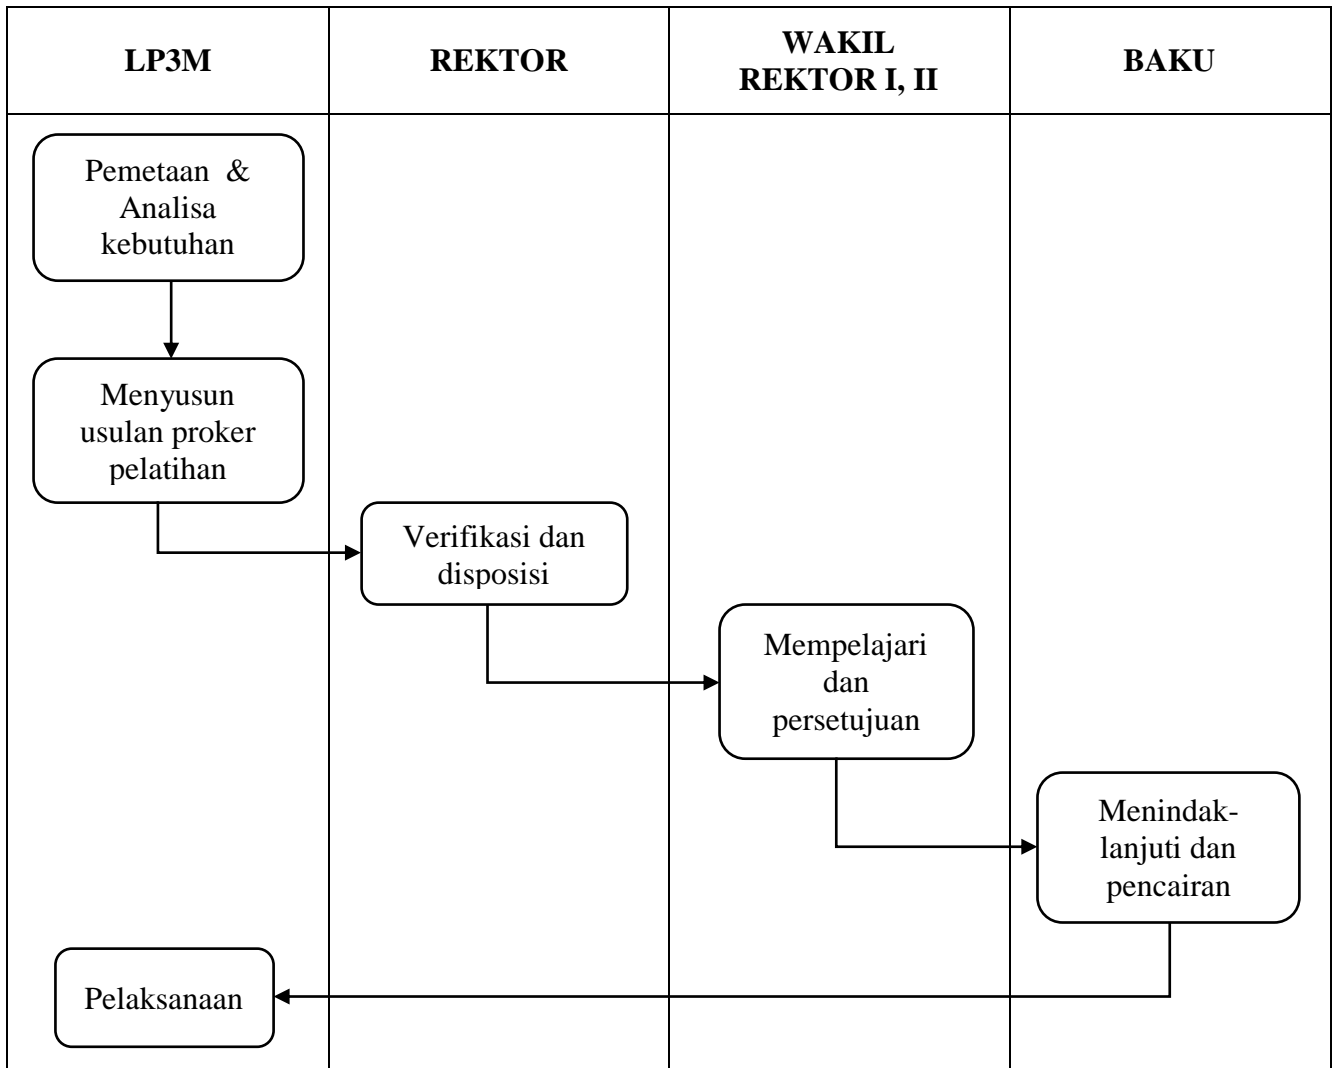 LP3M
REKTOR
WAKIL
REKTOR I, II
BAKU
Pemetaan &
Analisa
kebutuhan
Menyusun
usulan proker
pelatihan
Verifikasi dan
disposisi
Mempelajari
dan
persetujuan
Menindak-
lanjuti dan
pencairan
Pelaksanaan